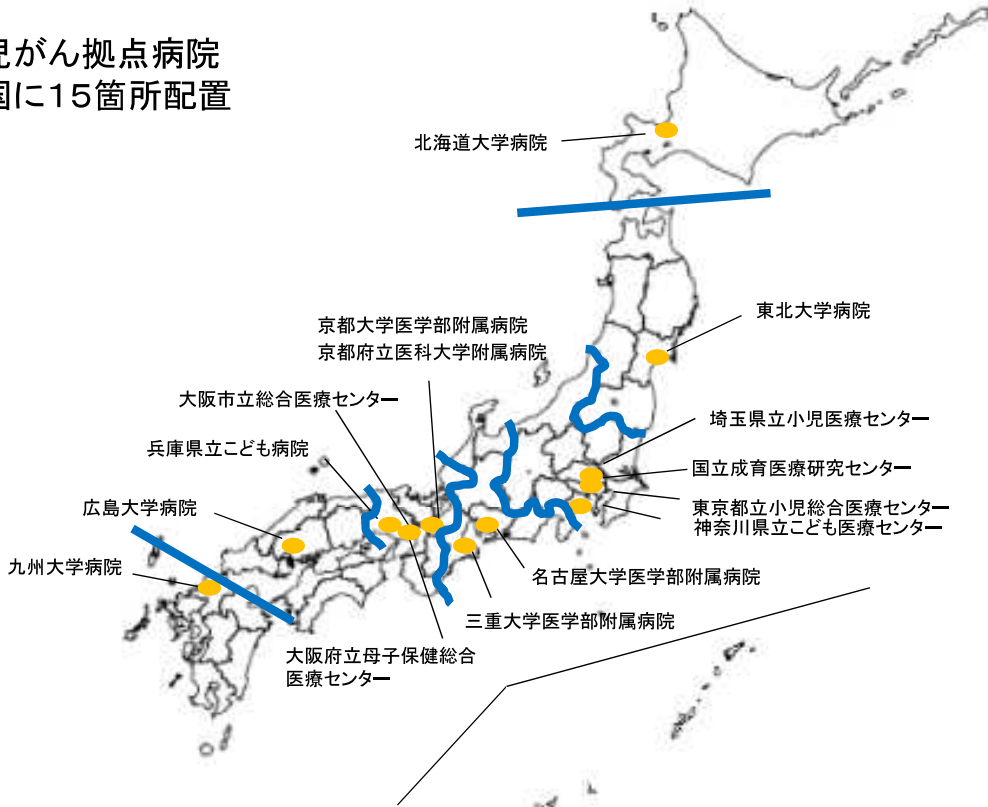 児がん拠点病院
国に15箇所配置
北海道大学病院
東北大学病院
京都大学医学部附属病院
京都府立医科大学附属病院
大阪市立総合医療センター
兵庫県立こども病院
埼玉県立小児医療センター
国立成育医療研究センター
東京都立小児総合医療センター
神奈川県立こども医療センター
広島大学病院
九州大学病院
名古屋大学医学部附属病院
三重大学医学部附属病院
大阪府立母子保健総合
医療センター